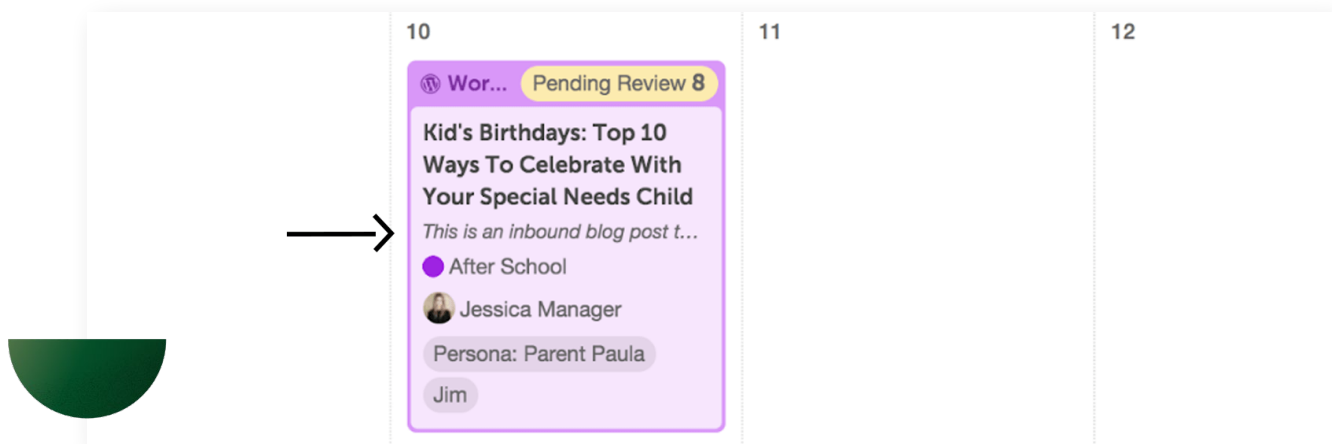 10
11
12
Wor...
Pending Review 8
Kid's Birthdays: Top 10
Ways To Celebrate With
Your Special Needs Child
This is an inbound blog post t...
After School
Jessica Manager
Persona: Parent Paula
Jim